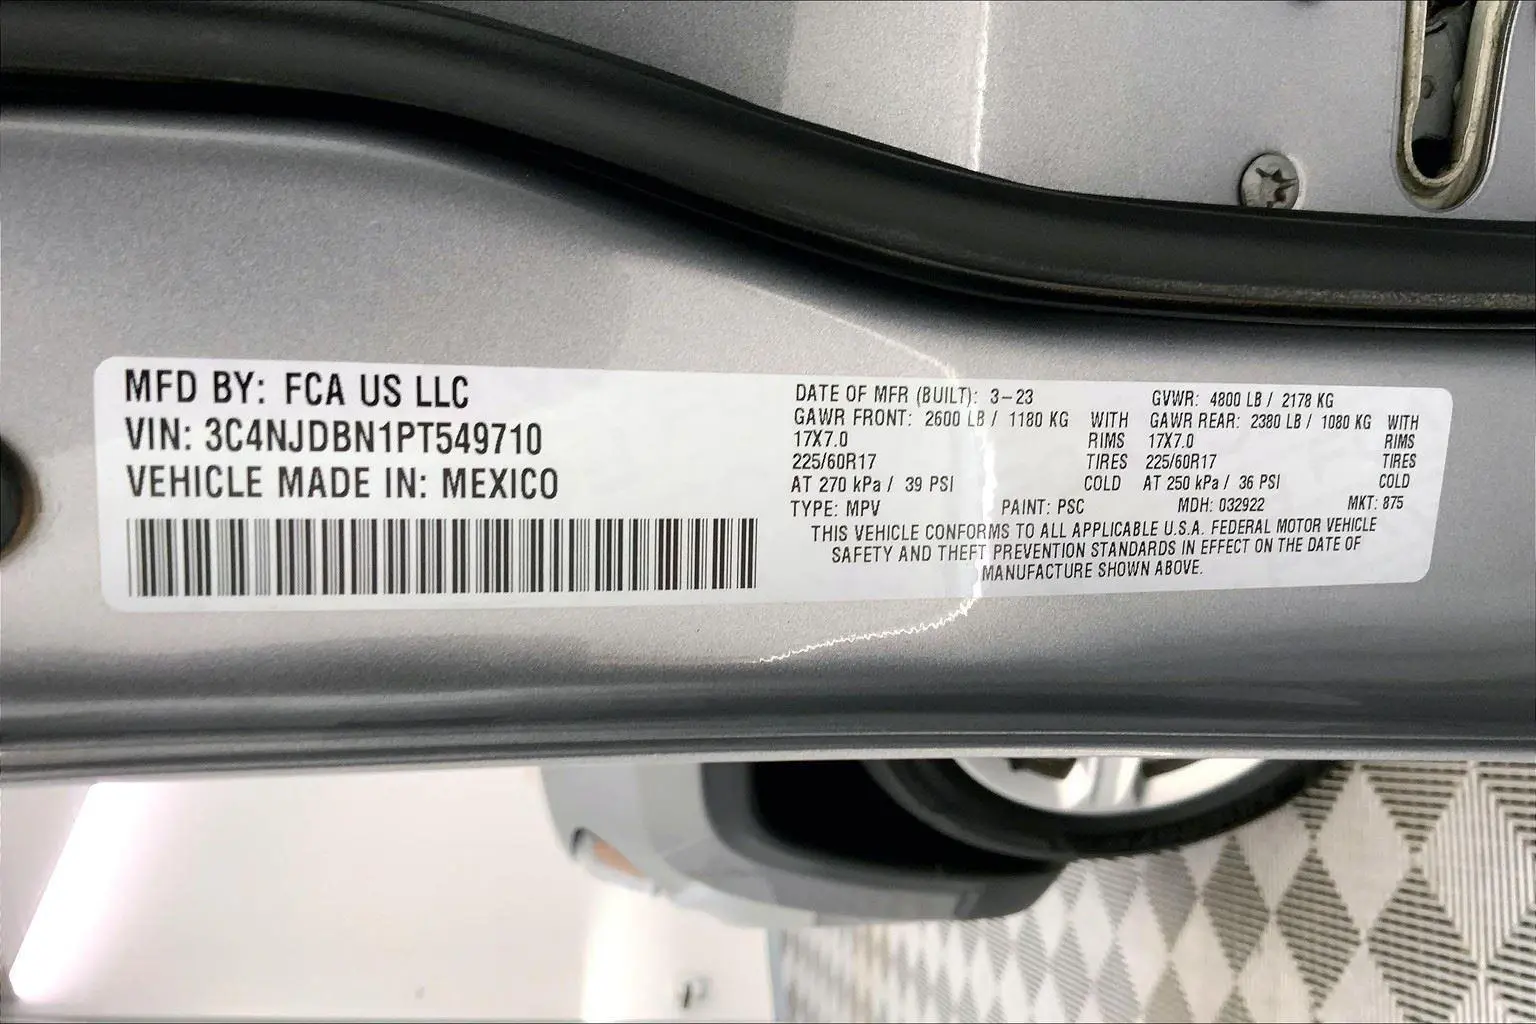 MFD BY: FCA US LLC
VIN: 3C4NJDBN1PT549710
VEHICLE MADE IN: MEXICO
DATE OF MFR (BUILT): 3-23 GVWR: 4800 LB / 2178 KG
GAWR FRONT: 2600 LB / 1180 KG WITH GAWR REAR: 2380 LB / 1080 KG WITH
17X7.0 RIMS 17X7.0 RIMS
225/60R17 TIRES 225/60R17 TIRES
AT 270 kPa / 39 PSI COLD AT 250 kPa / 36 PSI COLD
TYPE: MPV PAINT: PSC MDH: 032922 MKT: 875
THIS VEHICLE CONFORMS TO ALL APPLICABLE U.S.A. FEDERAL MOTOR VEHICLE
SAFETY AND THEFT PREVENTION STANDARDS IN EFFECT ON THE DATE OF
MANUFACTURE SHOWN ABOVE.